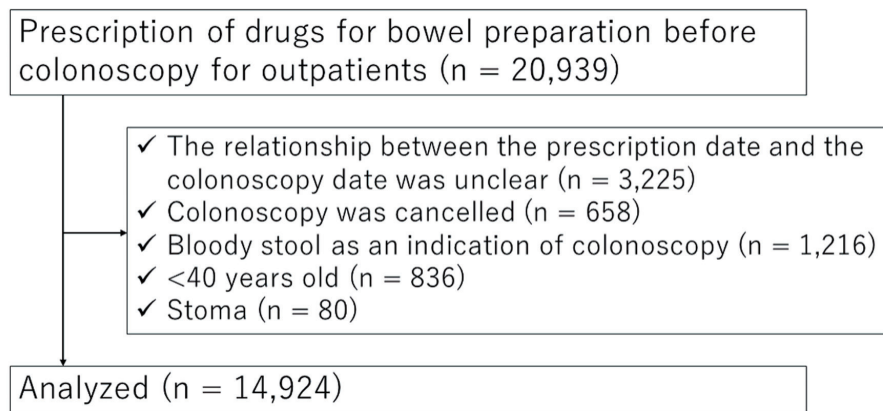 Prescription of drugs for bowel preparation before
colonoscopy for outpatients (n = 20,939)
✓ The relationship between the prescription date and the
colonoscopy date was unclear (n = 3,225)
✓ Colonoscopy was cancelled (n = 658)
✓ Bloody stool as an indication of colonoscopy (n = 1,216)
✓ <40 years old (n = 836)
✓ Stoma (n = 80)
Analyzed (n = 14,924)